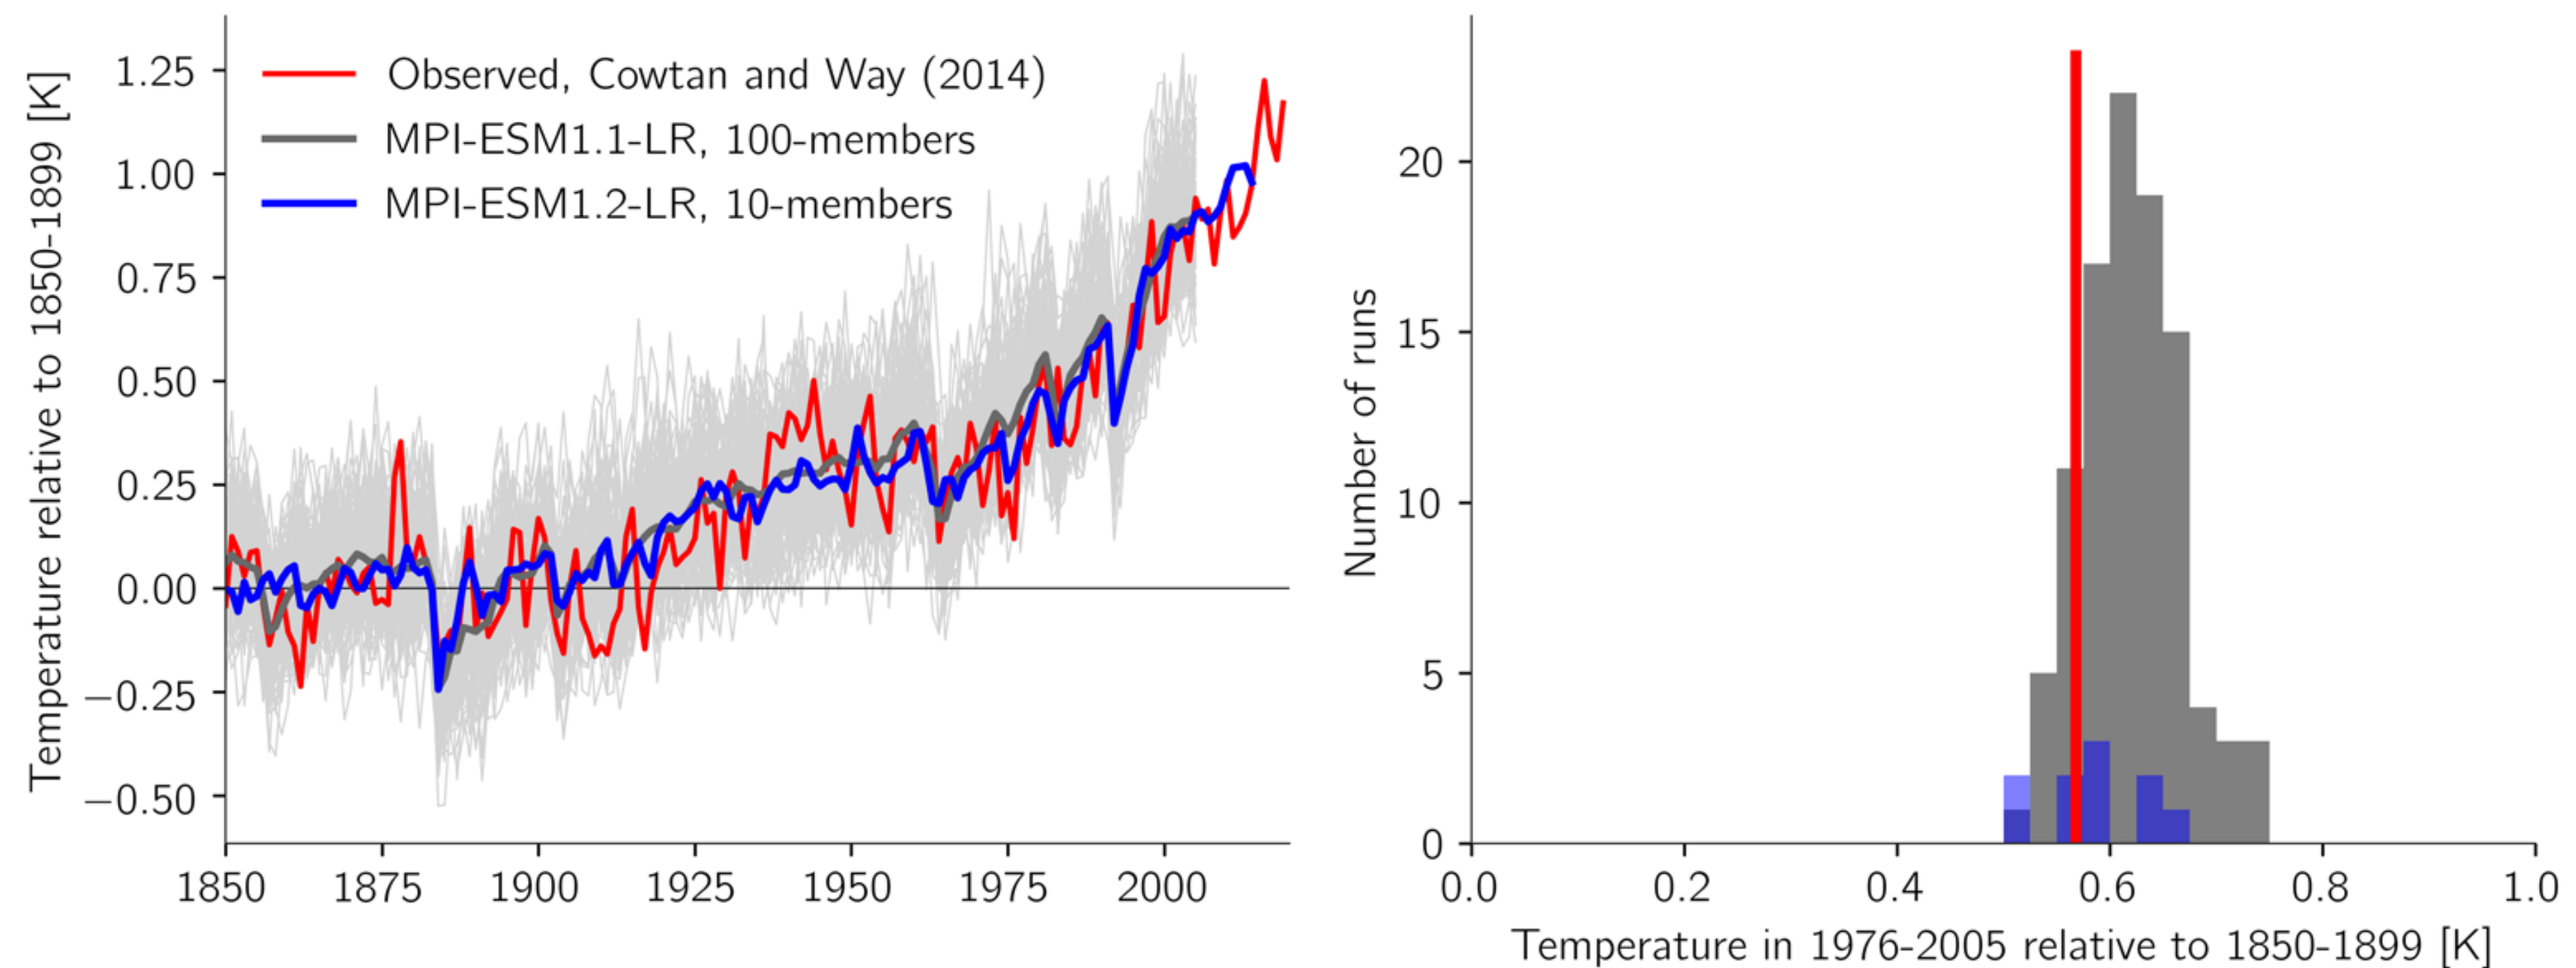 Temperature relative to 1850-1899 [K]
1.25
1.00
0.75
0.50
0.25
0.00
−0.25
−0.50
Observed, Cowtan and Way (2014)
MPI-ESM1.1-LR, 100-members
MPI-ESM1.2-LR, 10-members
1850 1875 1900 1925 1950 1975 2000
Number of runs
20
15
10
5
0
0.0 0.2 0.4 0.6 0.8 1.0
Temperature in 1976-2005 relative to 1850-1899 [K]